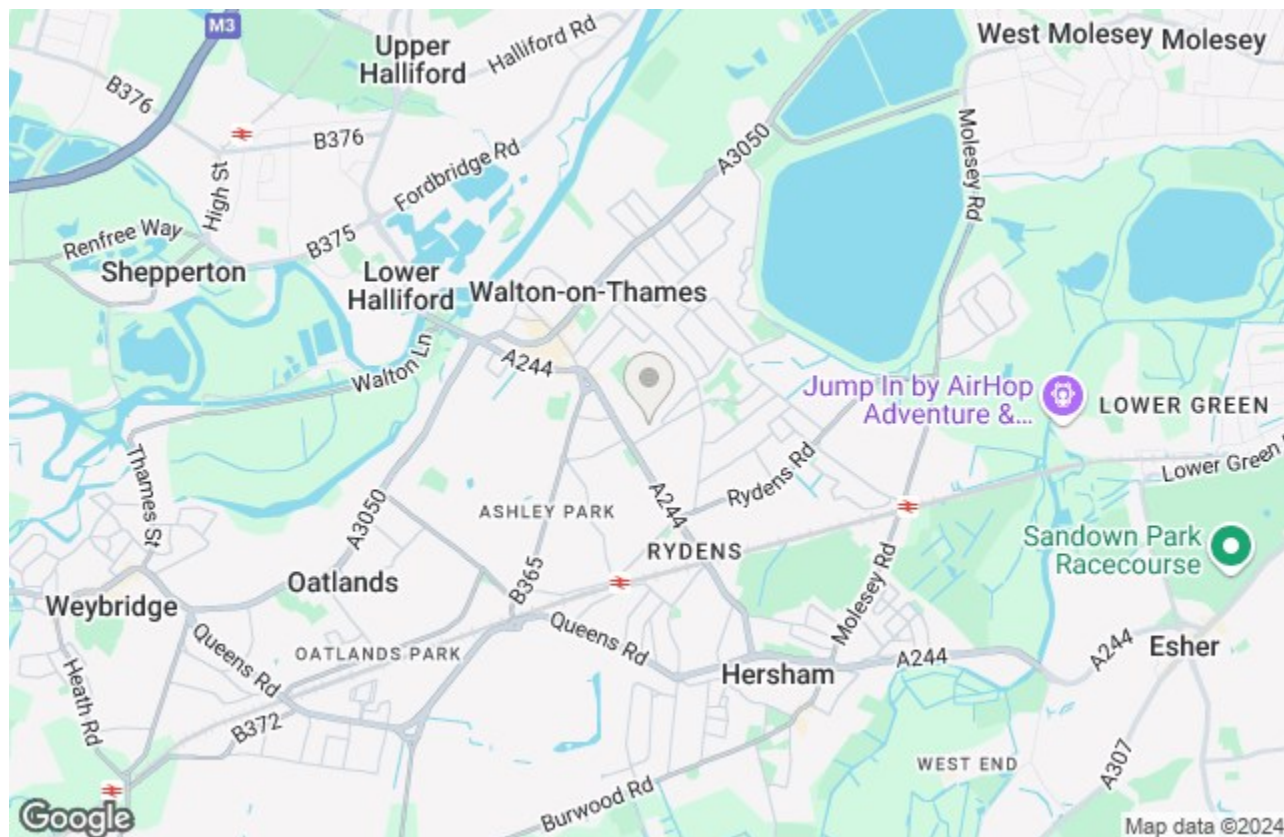 M3
Upper
Halliford
Halliford Rd
West Molesey
Molesey
B376
B376
High St
Fordbridge Rd
A3050
Molesey Rd
Renfree Way
B375
Shepperton
Lower
Halliford
Walton-on-Thames
Walton Ln
A244
Jump In by AirHop
Adventure &...
LOWER GREEN
Thames St
A3050
ASHLEY PARK
A244
Rydens Rd
Lower Green
Sandown Park
Racecourse
RYDENS
Oatlands
B365
Molesey Rd
Weybridge
Queens Rd
OATLANDS PARK
Queens Rd
Hersham
A244
A244
Esher
Heath Rd
B372
WEST END
A307
Burwood Rd
Google
Map data ©2024